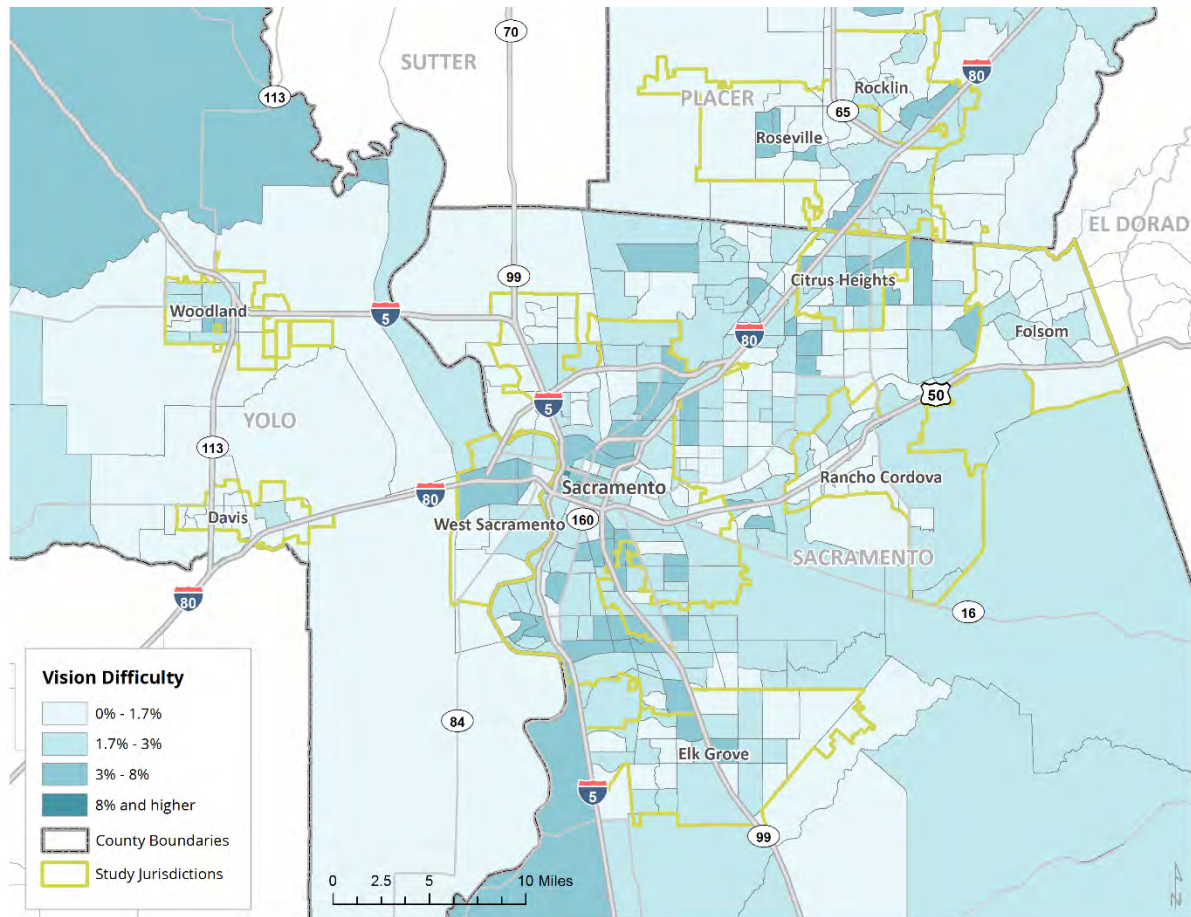 70
SUTTER
80
113
Rocklin
PLACER
65
Roseville
EL DORAD
99
Citrus Heights
Woodland
5
80
Folsom
50
5
YOLO
113
Rancho Cordova
80
Sacramento
Davis
West Sacramento
160
SACRAMENTO
80
16
Vision Difficulty
0% - 1.7%
1.7% - 3%
3% - 8%
8% and higher
County Boundaries
Study Jurisdictions
84
Elk Grove
5
99
0 2.5 5 10 Miles